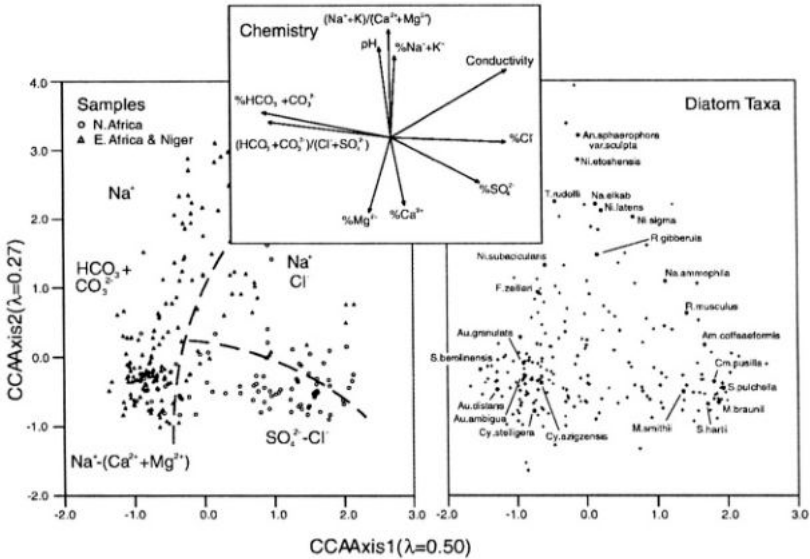 Chemistry
(Na⁺+K)/(Ca²⁺+Mg²⁺)
pH
%Na⁺+K⁺
Conductivity
%HCO₃+CO₃²⁻
(HCO₃+CO₃²⁻)/(Cl⁻+SO₄²⁻)
%Cl⁻
%SO₄²⁻
%Mg²⁻
%Ca²⁺
Samples
N.Africa
E.Africa & Niger
Na⁺
HCO₃+
CO₃²⁻
Na⁺
Cl⁻
SO₄²⁻-Cl⁻
Na⁺-(Ca²⁺+Mg²⁺)
4.0
3.0
2.0
1.0
0.0
-1.0
-2.0
CCAAxis2(λ=0.27)
-2.0 -1.0 0.0 1.0 2.0 3.0
Diatom Taxa
An.sphaerophora
var.sculpta
Ni.etoshensis
T.rudolfi
Na.elkab
Ni.latens
Ni sigma
R.gibberula
Ni.subacicularis
Na.ammophila
F.zelleri
R.musculus
Au.granulata
Am.coffeaeformis
S.berolinensis
Cm.pusilla
S.pulchella
Au.distans
M.braunii
Au.ambigua
M.smithii
S.hartii
Cy.stelligera
Cy.azigzensis
-2.0 -1.0 0.0 1.0 2.0 3.0
CCAAxis1(λ=0.50)